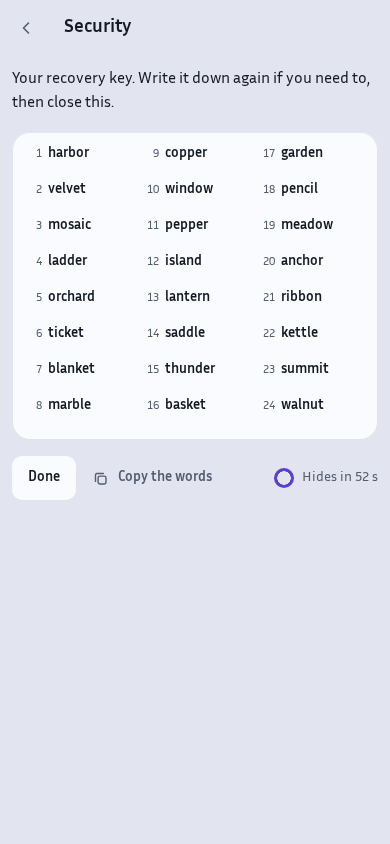 Security
Your recovery key. Write it down again if you need to,
then close this.
1 harbor
2 velvet
3 mosaic
4 ladder
5 orchard
6 ticket
7 blanket
8 marble
9 copper
10 window
11 pepper
12 island
13 lantern
14 saddle
15 thunder
16 basket
17 garden
18 pencil
19 meadow
20 anchor
21 ribbon
22 kettle
23 summit
24 walnut
Done
Copy the words
Hides in 52 s